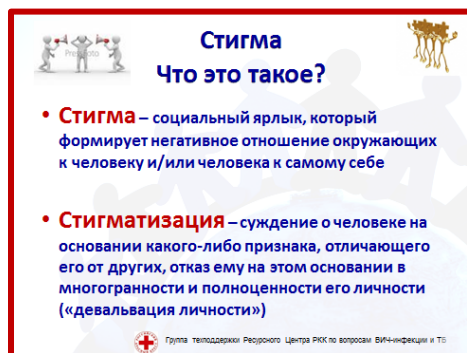 Стигма
Что это такое?
• Стигма – социальный ярлык, который
формирует негативное отношение окружающих
к человеку и/или человека к самому себе
• Стигматизация – суждение о человеке на
основании какого-либо признака, отличающего
его от других, отказ ему на этом основании в
многогранности и полноценности его личности
(«девальвация личности»)
Группа техподдержки Ресурсного Центра РКК по вопросам ВИЧ-инфекции и ТБ